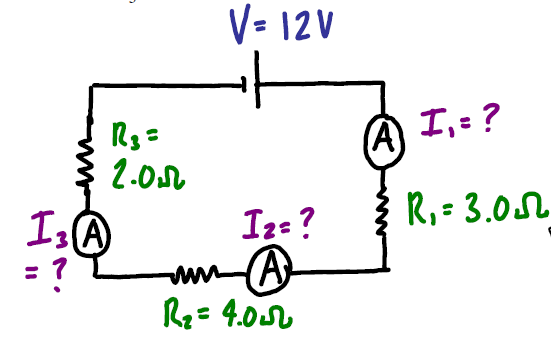 V = 12V
I₁ = ?
R₃ =
2.0Ω
A
R₁ = 3.0Ω
I₃
= ?
A
I₂ = ?
A
R₂ = 4.0Ω